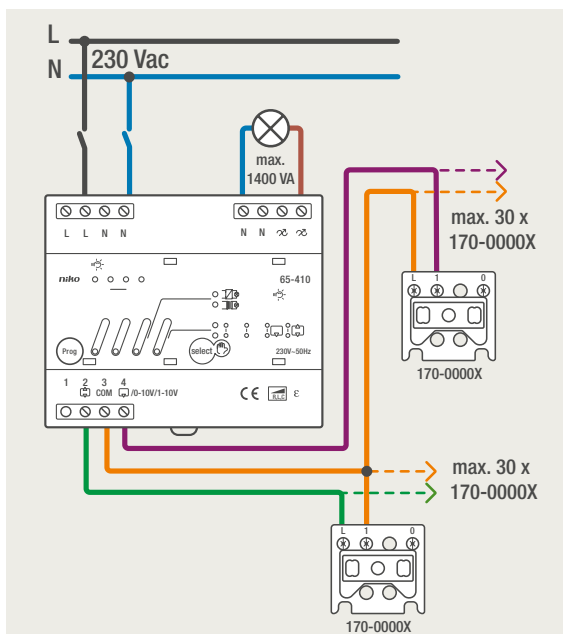 L
N 230 Vac
max.
1400 VA
L L N N
N N
niko
65-410
Prog
select
230V~50Hz
1 2 3 4
COM /0-10V/1-10V
CE R,L,C ε
max. 30 x
170-0000X
L 1 0
170-0000X
max. 30 x
170-0000X
L 1 0
170-0000X